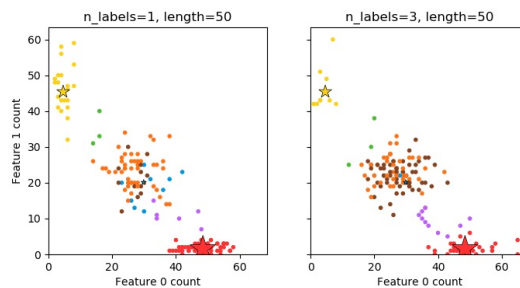 n_labels=1, length=50
n_labels=3, length=50
60
50
40
30
20
10
0
Feature 1 count
0 20 40 60
0 20 40 60
Feature 0 count
Feature 0 count